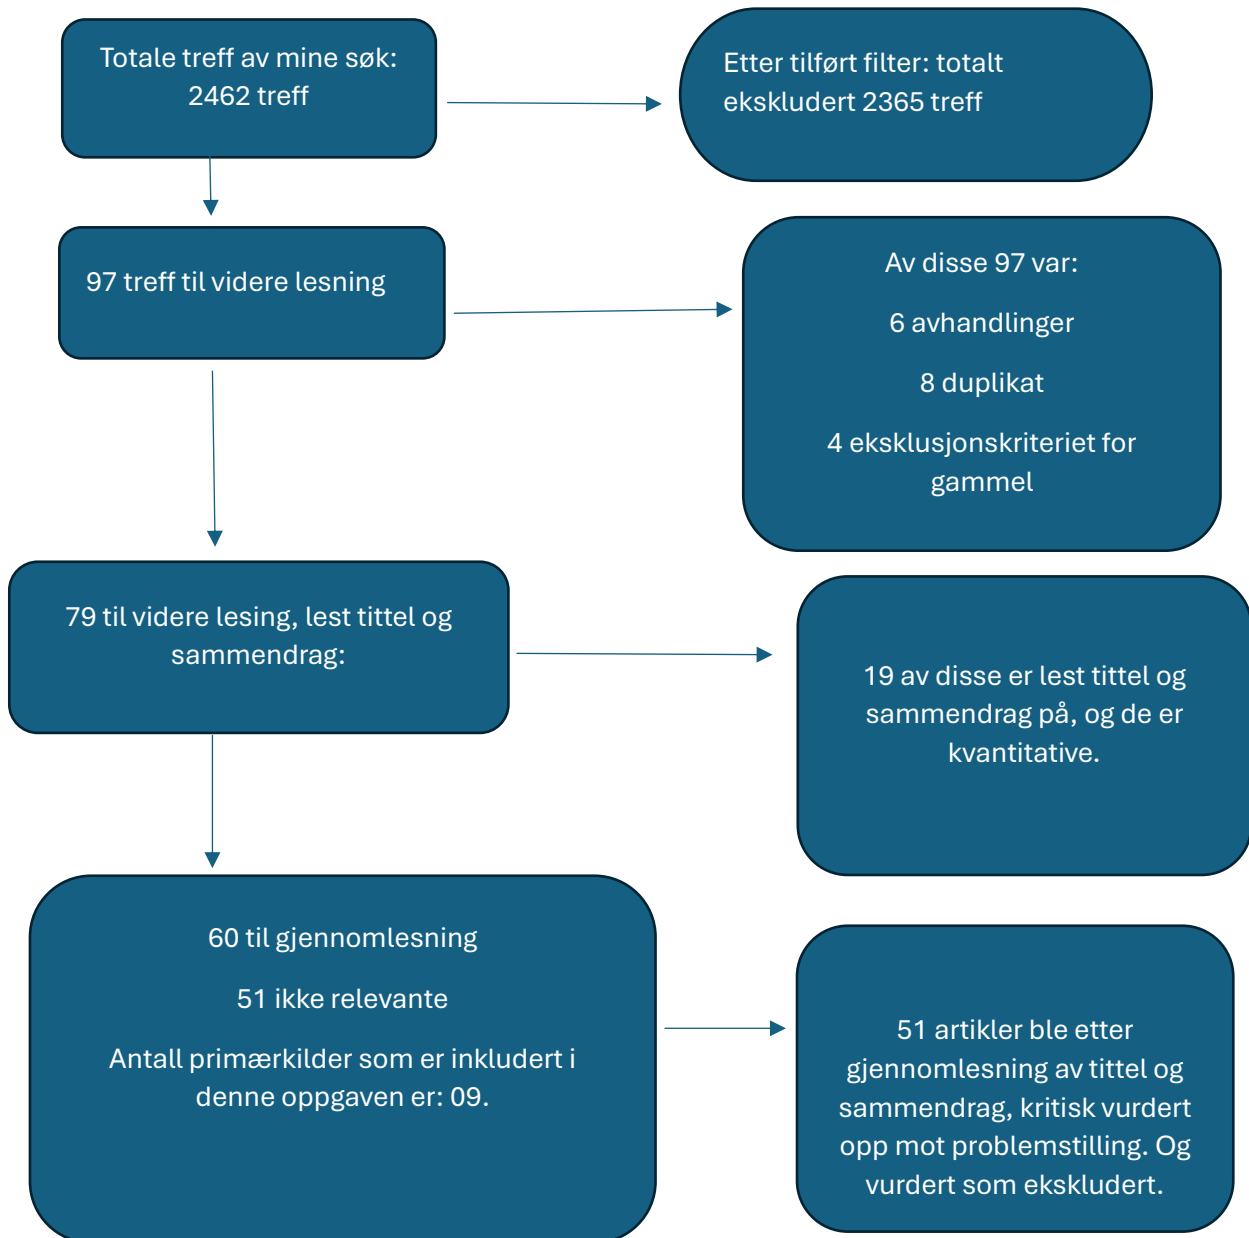 Totale treff av mine søk:
2462 treff
Etter tilført filter: totalt
ekskludert 2365 treff
97 treff til videre lesning
Av disse 97 var:
6 avhandlinger
8 duplikat
4 eksklusjonskriteriet for
gammel
79 til videre lesing, lest tittel og
sammendrag:
19 av disse er lest tittel og
sammendrag på, og de er
kvantitative.
60 til gjennomlesning
51 ikke relevante
Antall primærkilder som er inkludert i
denne oppgaven er: 09.
51 artikler ble etter
gjennomlesning av tittel og
sammendrag, kritisk vurdert
opp mot problemstilling. Og
vurdert som ekskludert.